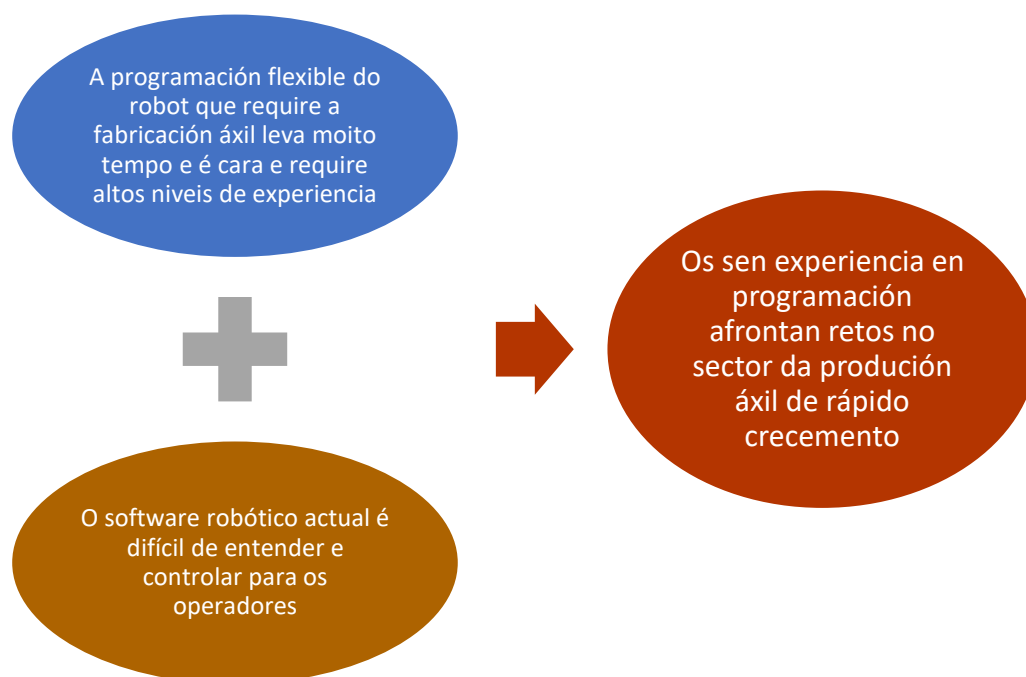 A programación flexible do
robot que require a
fabricación áxil leva moito
tempo e é cara e require
altos niveis de experiencia
O software robótico actual é
difícil de entender e
controlar para os
operadores
Os sen experiencia en
programación
afrontan retos no
sector da produción
áxil de rápido
crecemento